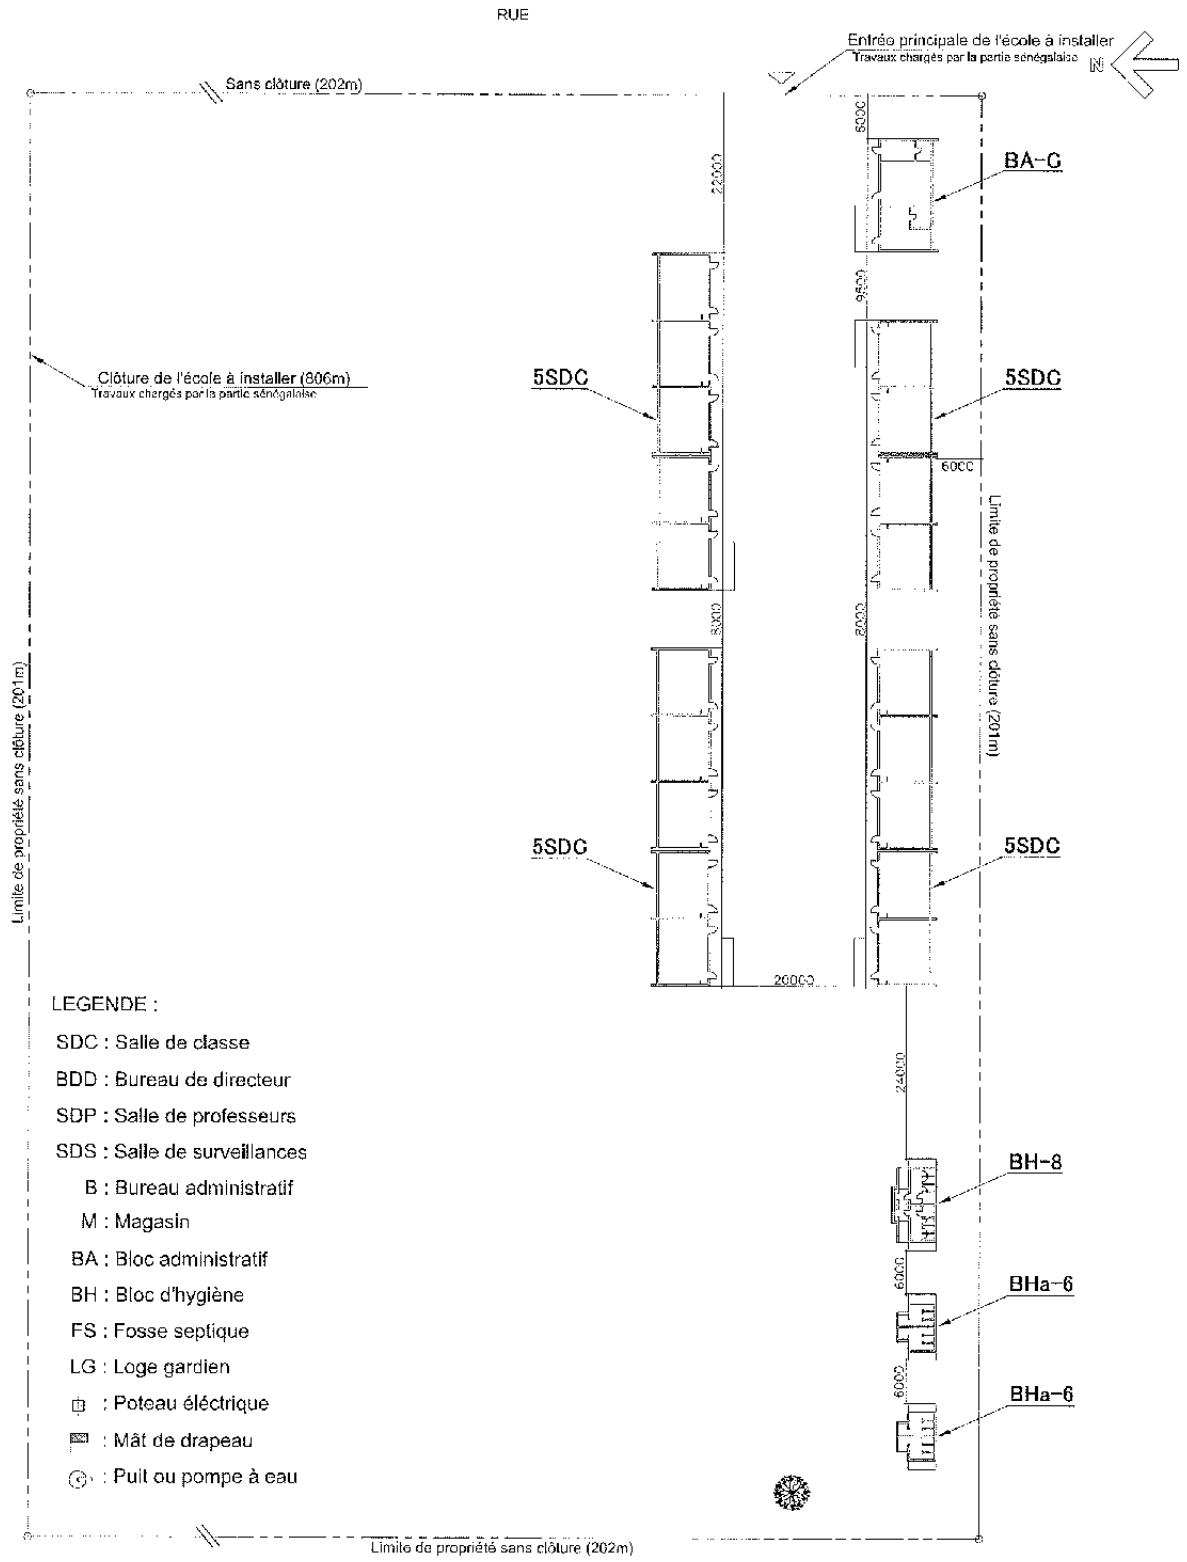 RUE
Entrée principale de l'école à installer
Travaux chargés par la partie sénégalaise
N
Sans clôture (202m)
6000
22000
BA-G
9600
Clôture de l'école à installer (806m)
Travaux chargés par la partie sénégalaise
5SDC
5SDC
6000
Limite de propriété sans clôture (201m)
8000
8000
Limite de propriété sans clôture (201m)
5SDC
5SDC
20000
LEGENDE :
SDC : Salle de classe
BDD : Bureau de directeur
SDP : Salle de professeurs
SDS : Salle de surveillances
B : Bureau administratif
M : Magasin
BA : Bloc administratif
BH : Bloc d'hygiène
FS : Fosse septique
LG : Loge gardien
: Poteau éléctrique
: Mât de drapeau
: Puit ou pompe à eau
24000
BH-8
6000
BHa-6
6000
BHa-6
Limite de propriété sans clôture (202m)